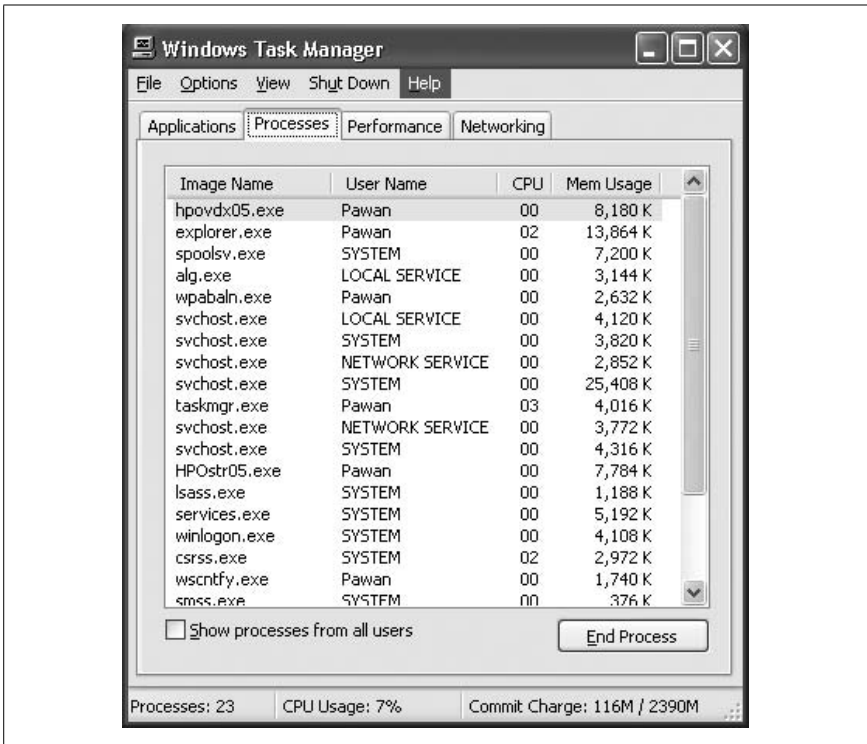 Windows Task Manager
File Options View Shut Down Help
Applications Processes Performance Networking
Image Name User Name CPU Mem Usage
hpovdx05.exe Pawan 00 8,180 K
explorer.exe Pawan 02 13,864 K
spoolsv.exe SYSTEM 00 7,200 K
alg.exe LOCAL SERVICE 00 3,144 K
wpabaln.exe Pawan 00 2,632 K
svchost.exe LOCAL SERVICE 00 4,120 K
svchost.exe SYSTEM 00 3,820 K
svchost.exe NETWORK SERVICE 00 2,852 K
svchost.exe SYSTEM 00 25,408 K
taskmgr.exe Pawan 03 4,016 K
svchost.exe NETWORK SERVICE 00 3,772 K
svchost.exe SYSTEM 00 4,316 K
HPOstr05.exe Pawan 00 7,784 K
lsass.exe SYSTEM 00 1,188 K
services.exe SYSTEM 00 5,192 K
winlogon.exe SYSTEM 00 4,108 K
csrss.exe SYSTEM 02 2,972 K
wscntfy.exe Pawan 00 1,740 K
smss.exe SYSTEM 00 376 K
Show processes from all users End Process
Processes: 23 CPU Usage: 7% Commit Charge: 116M / 2390M